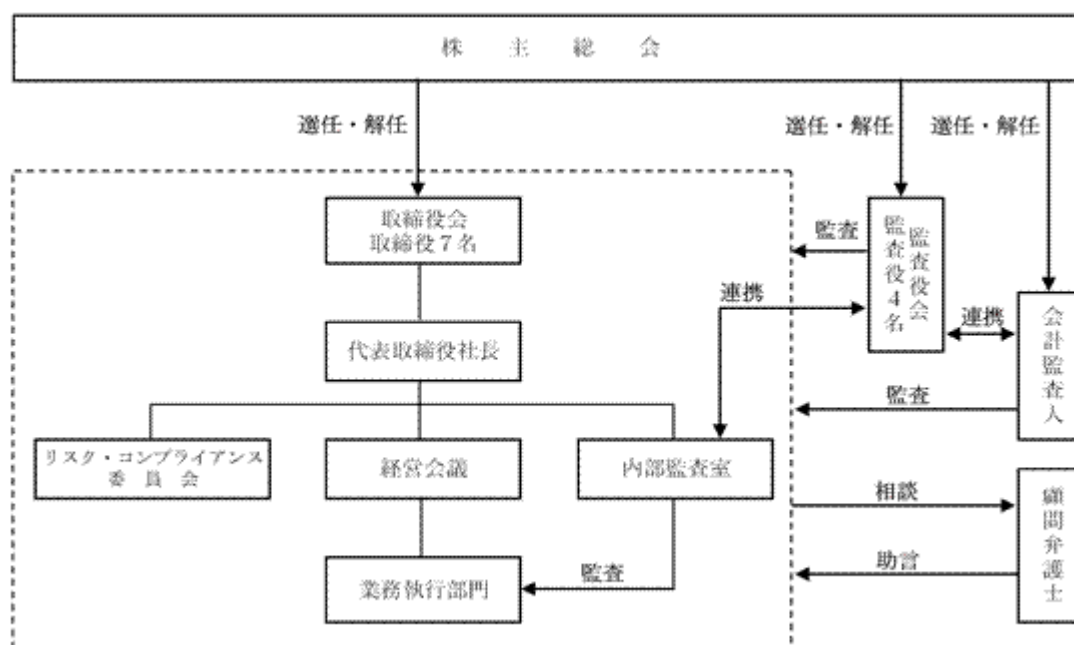 株主総会
選任・解任
選任・解任
選任・解任
取締役会
取締役7名
監査
監査役会
監査役4名
連携
連携
会計監査人
代表取締役社長
監査
リスク・コンプライアンス
委員会
経営会議
内部監査室
相談
顧問弁護士
助言
業務執行部門
監査